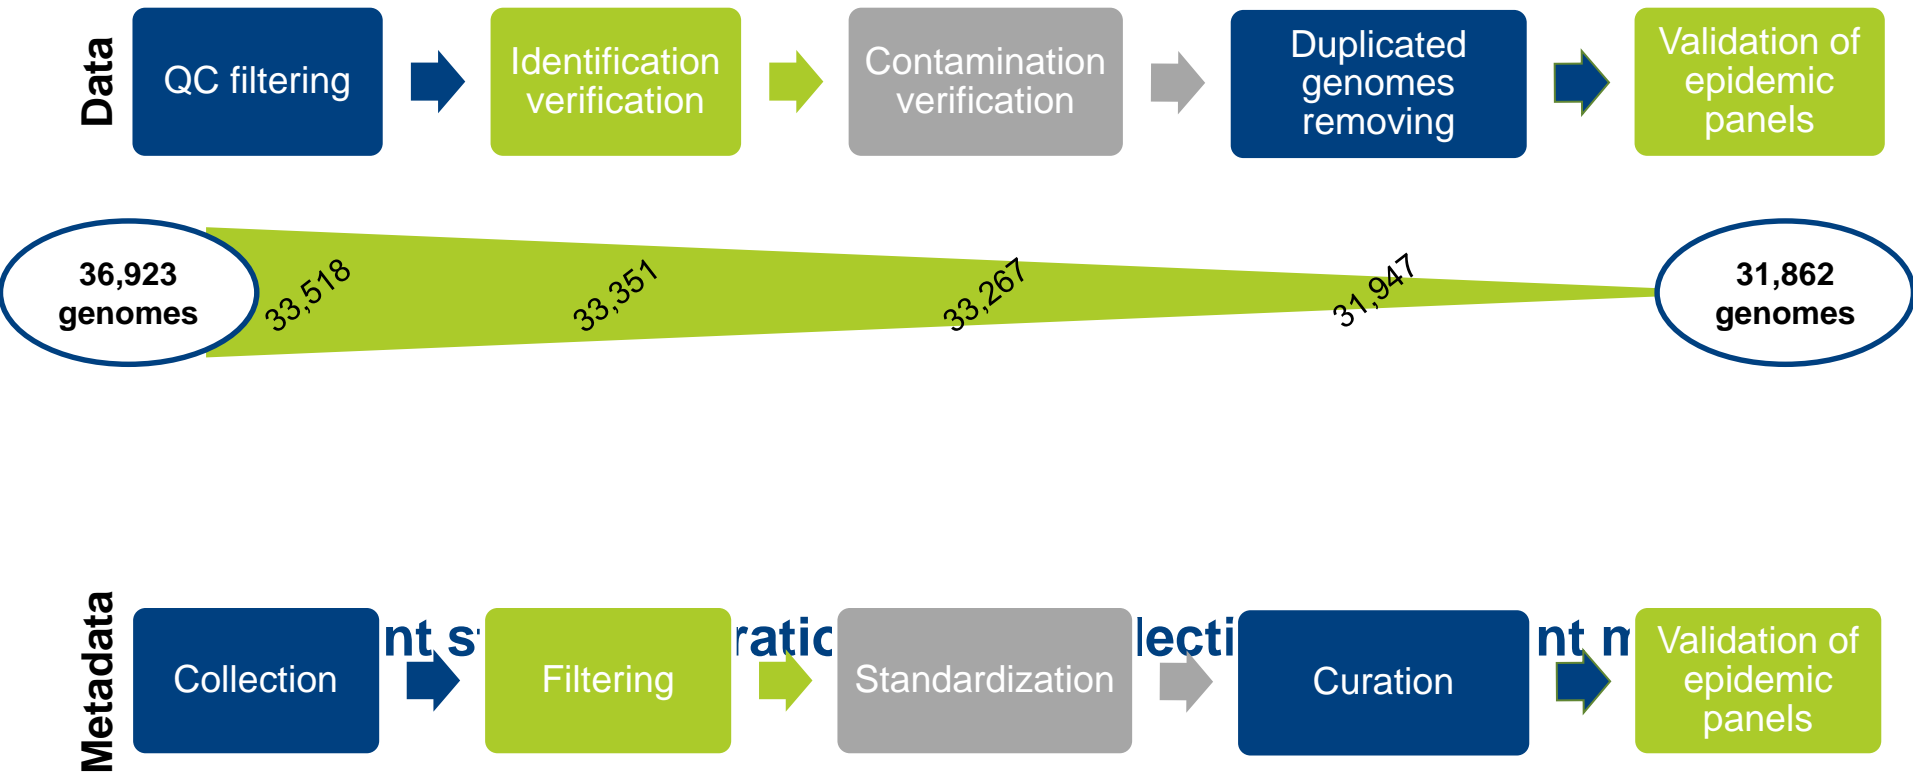 Data
QC filtering
Identification
verification
Contamination
verification
Duplicated
genomes
removing
Validation of
epidemic
panels
36,923
genomes
33,518
33,351
33,267
31,947
31,862
genomes
Metadata
Collection
Filtering
Standardization
Curation
Validation of
epidemic
panels